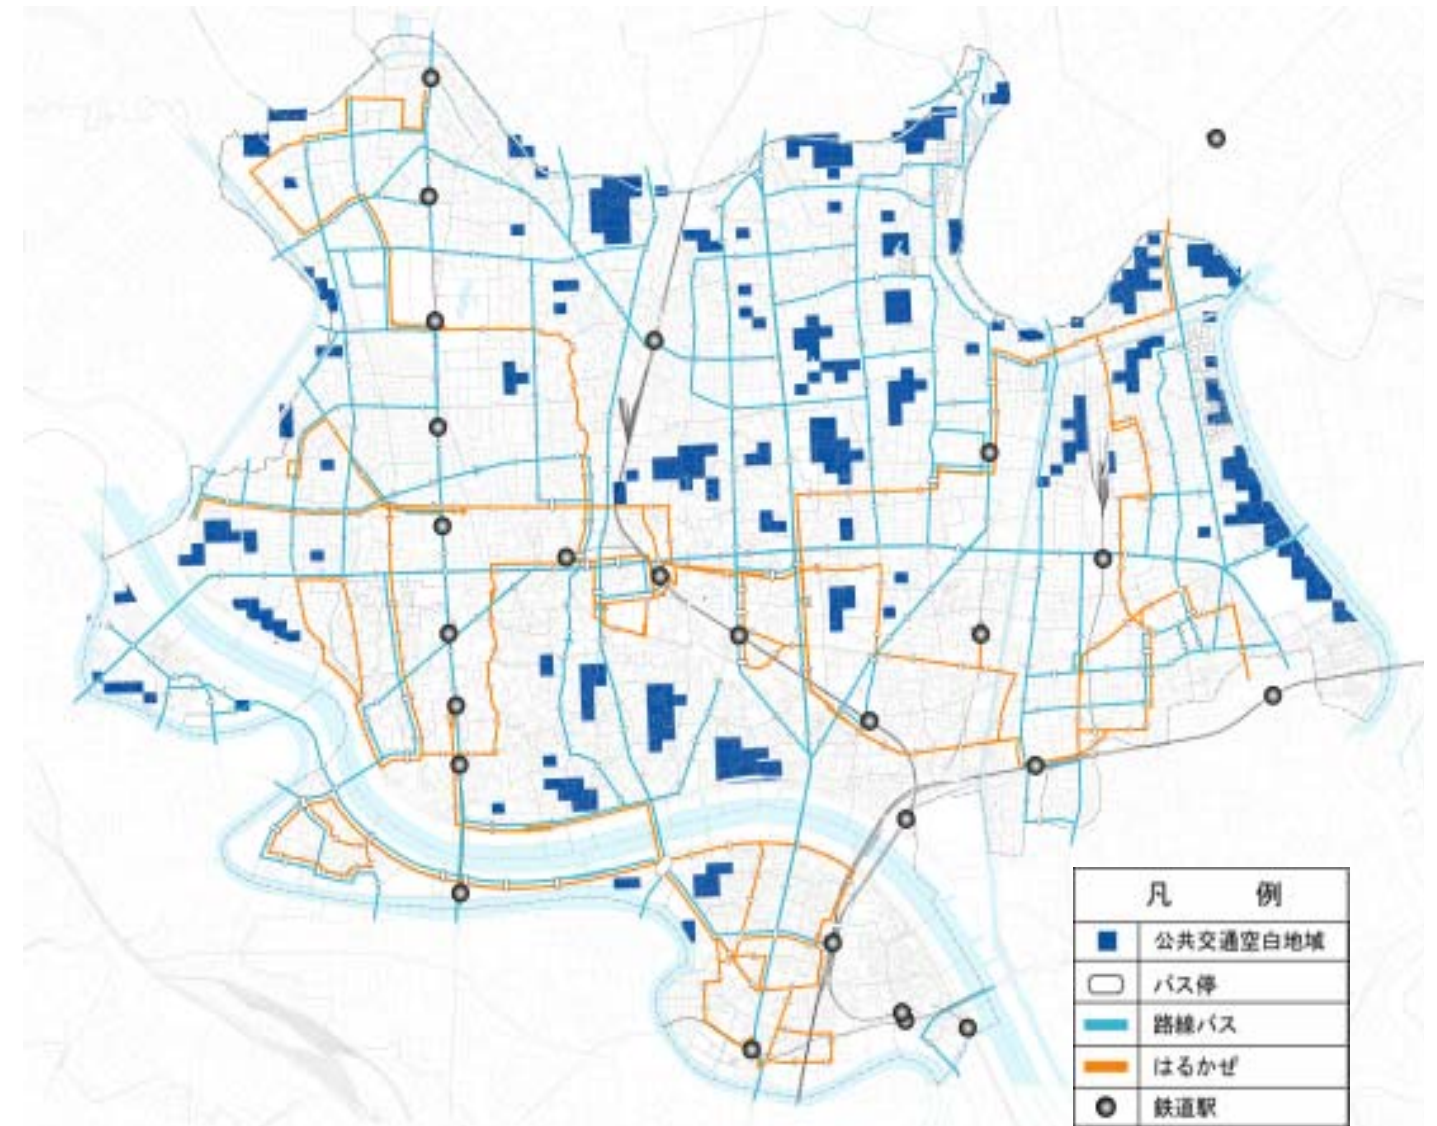 凡 例
公共交通空白地域
バス停
路線バス
はるかぜ
鉄道駅